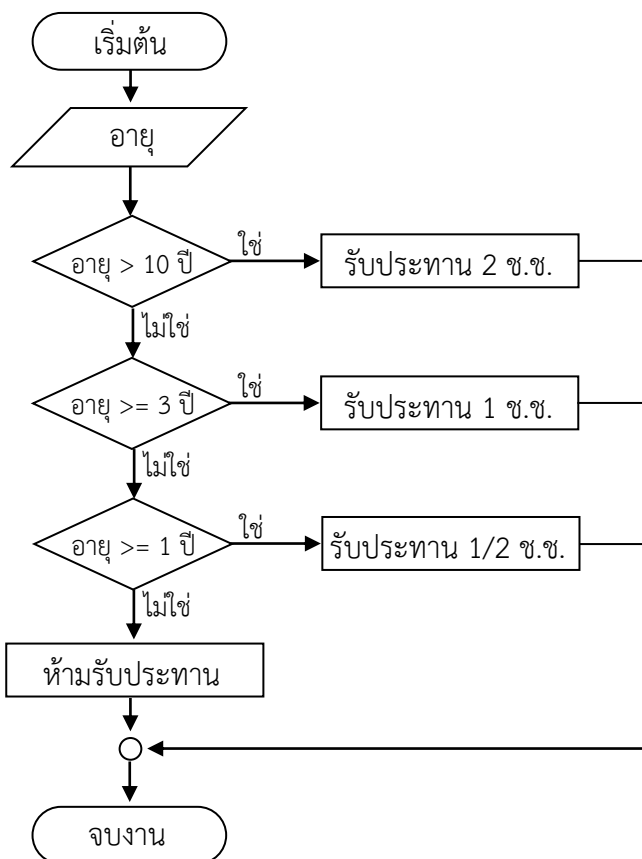 เริ่มต้น
อายุ
อายุ > 10 ปี
ใช่
รับประทาน 2 ช.ช.
ไม่ใช่
อายุ >= 3 ปี
ใช่
รับประทาน 1 ช.ช.
ไม่ใช่
อายุ >= 1 ปี
ใช่
รับประทาน 1/2 ช.ช.
ไม่ใช่
ห้ามรับประทาน
จบงาน